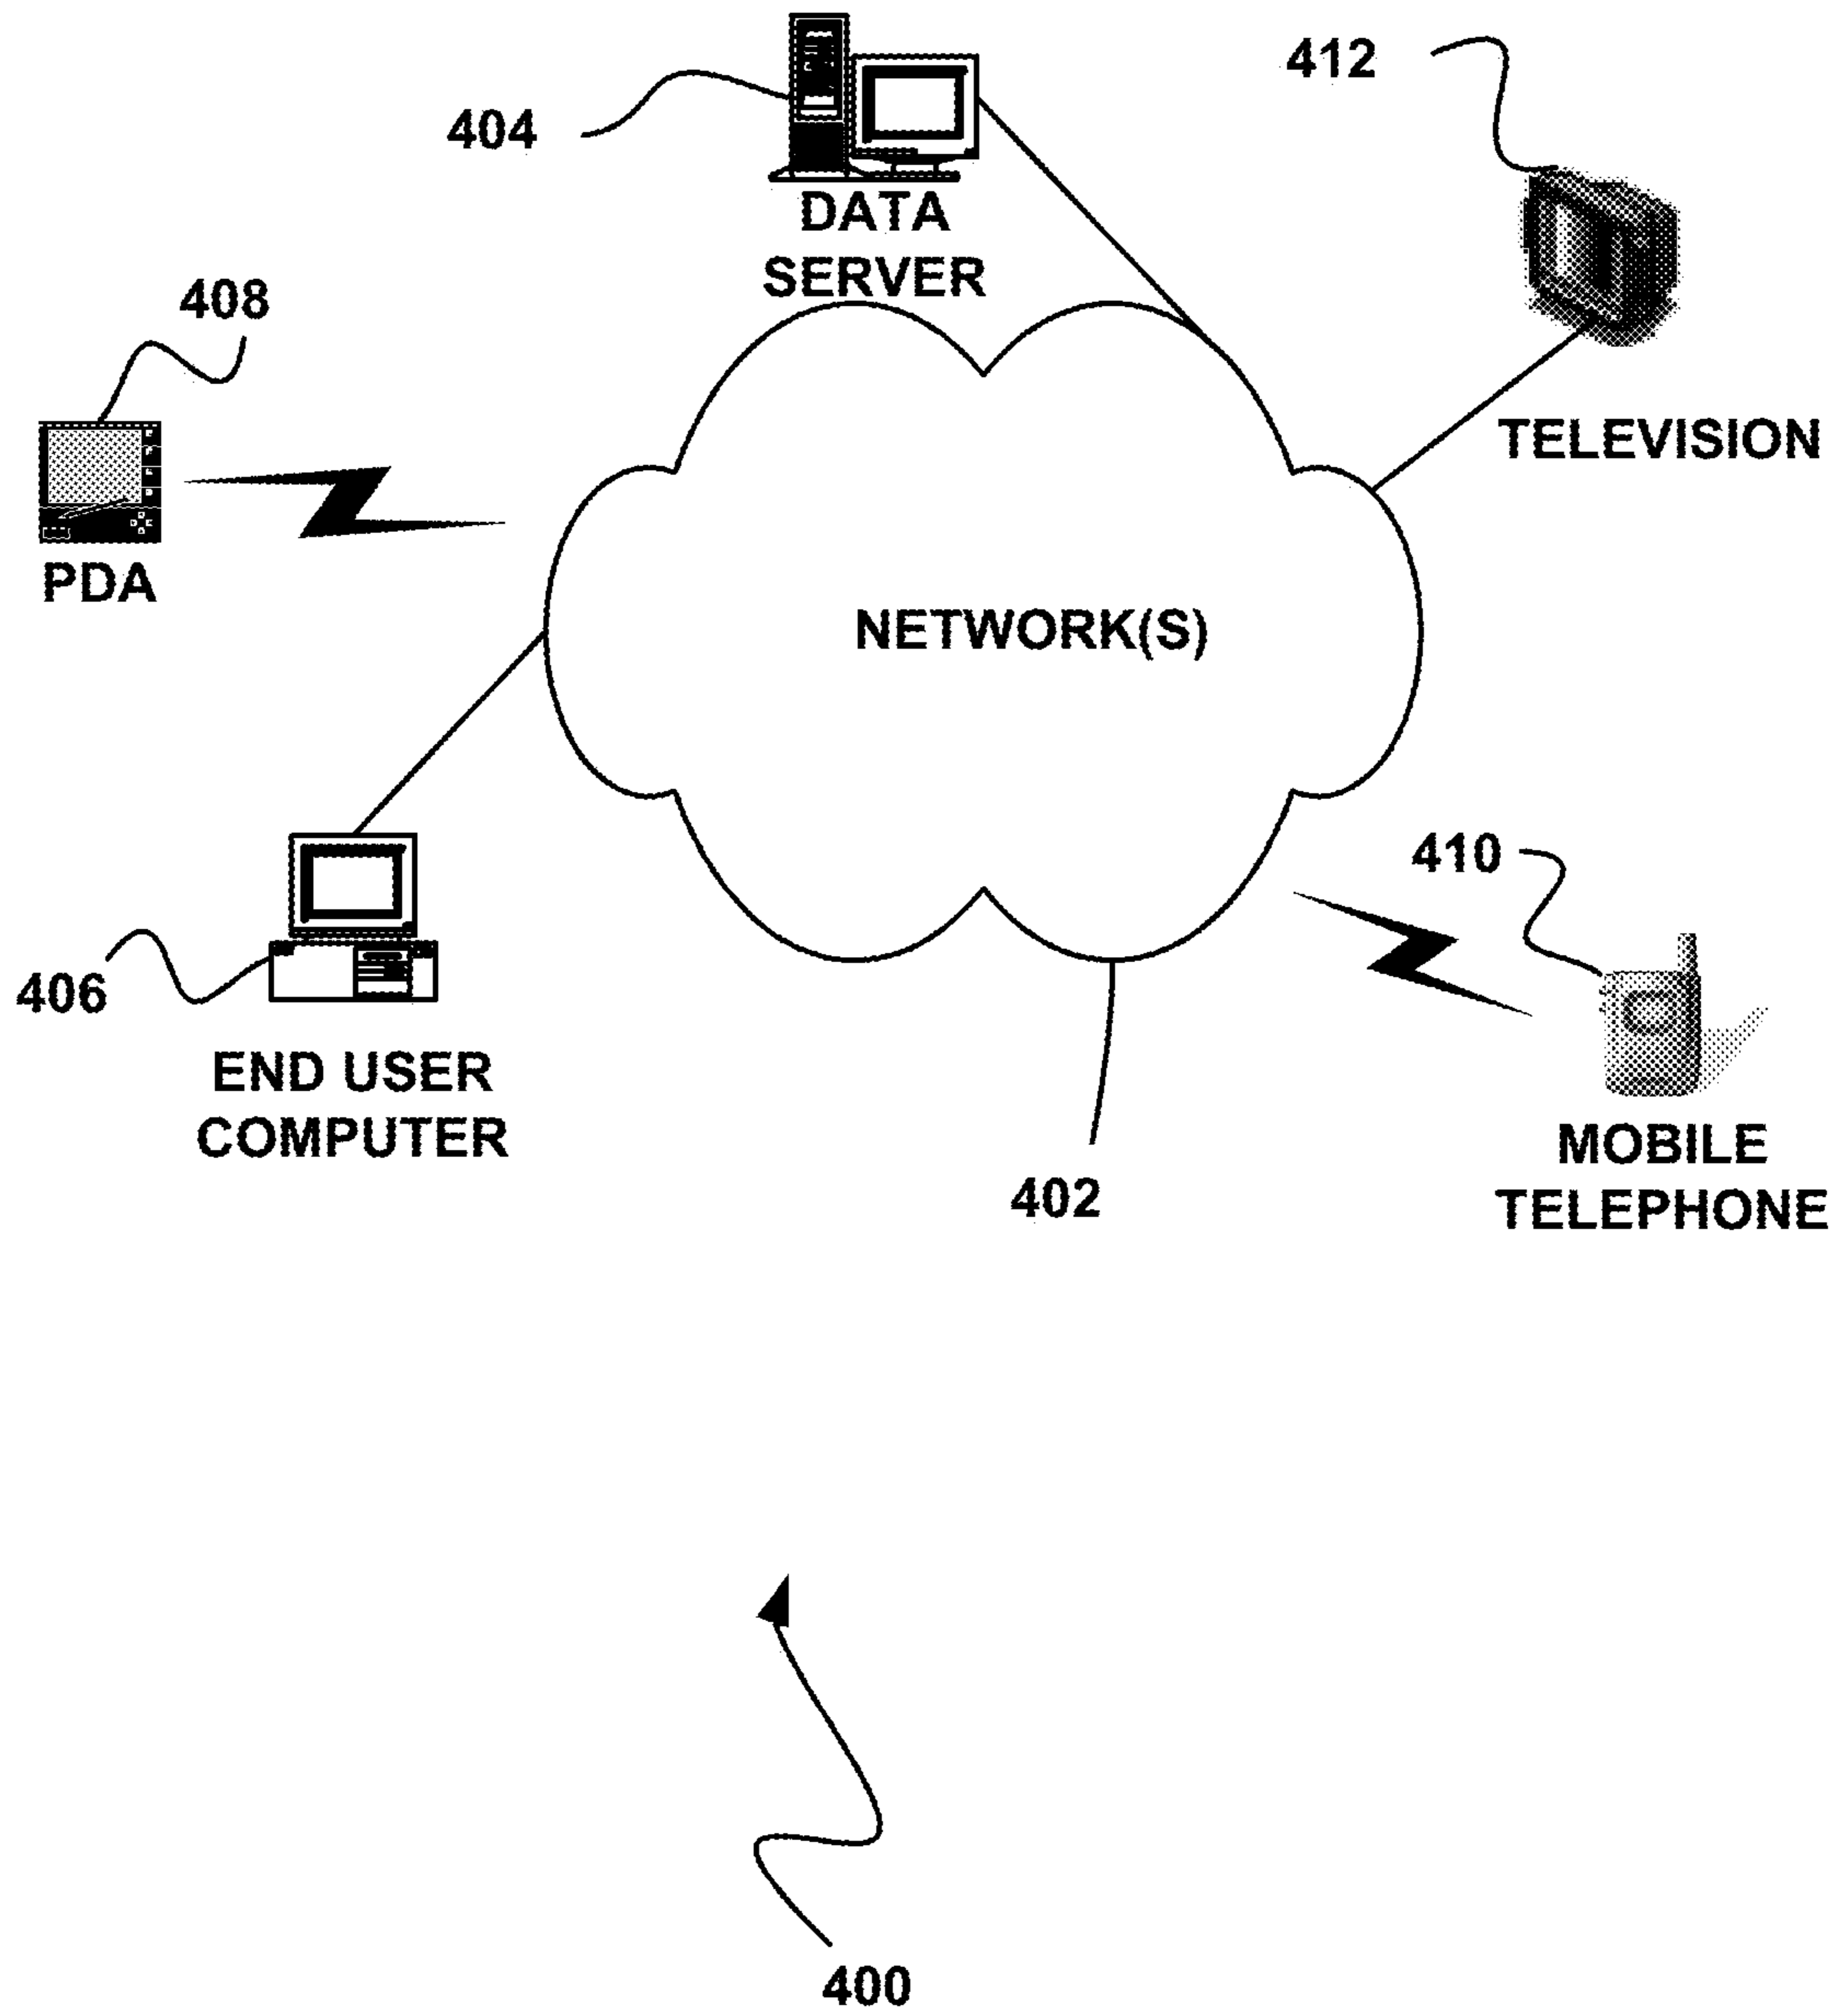 412
404
DATA
SERVER
408
TELEVISION
PDA
NETWORK(S)
410
406
END USER
COMPUTER
MOBILE
TELEPHONE
402
400